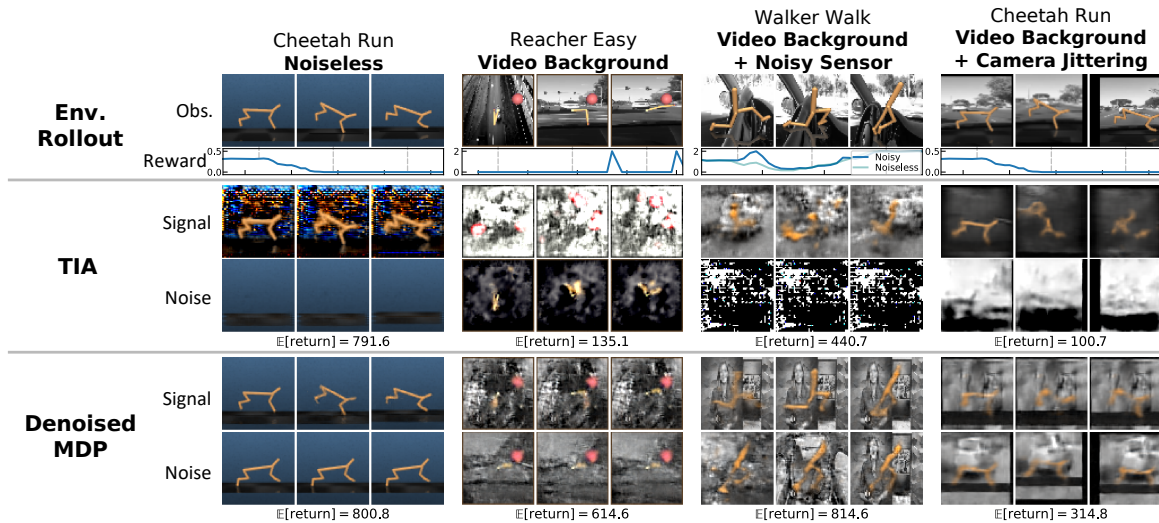 Cheetah Run
Noiseless
Reacher Easy
Video Background
Walker Walk
Video Background
+ Noisy Sensor
Cheetah Run
Video Background
+ Camera Jittering
Env.
Rollout
Obs.
Reward
0.5
0.0
2
0
2
0
Noisy
Noiseless
0.5
0.0
TIA
Signal
Noise
𝔼[return] = 791.6
𝔼[return] = 135.1
𝔼[return] = 440.7
𝔼[return] = 100.7
Denoised
MDP
Signal
Noise
𝔼[return] = 800.8
𝔼[return] = 614.6
𝔼[return] = 814.6
𝔼[return] = 314.8